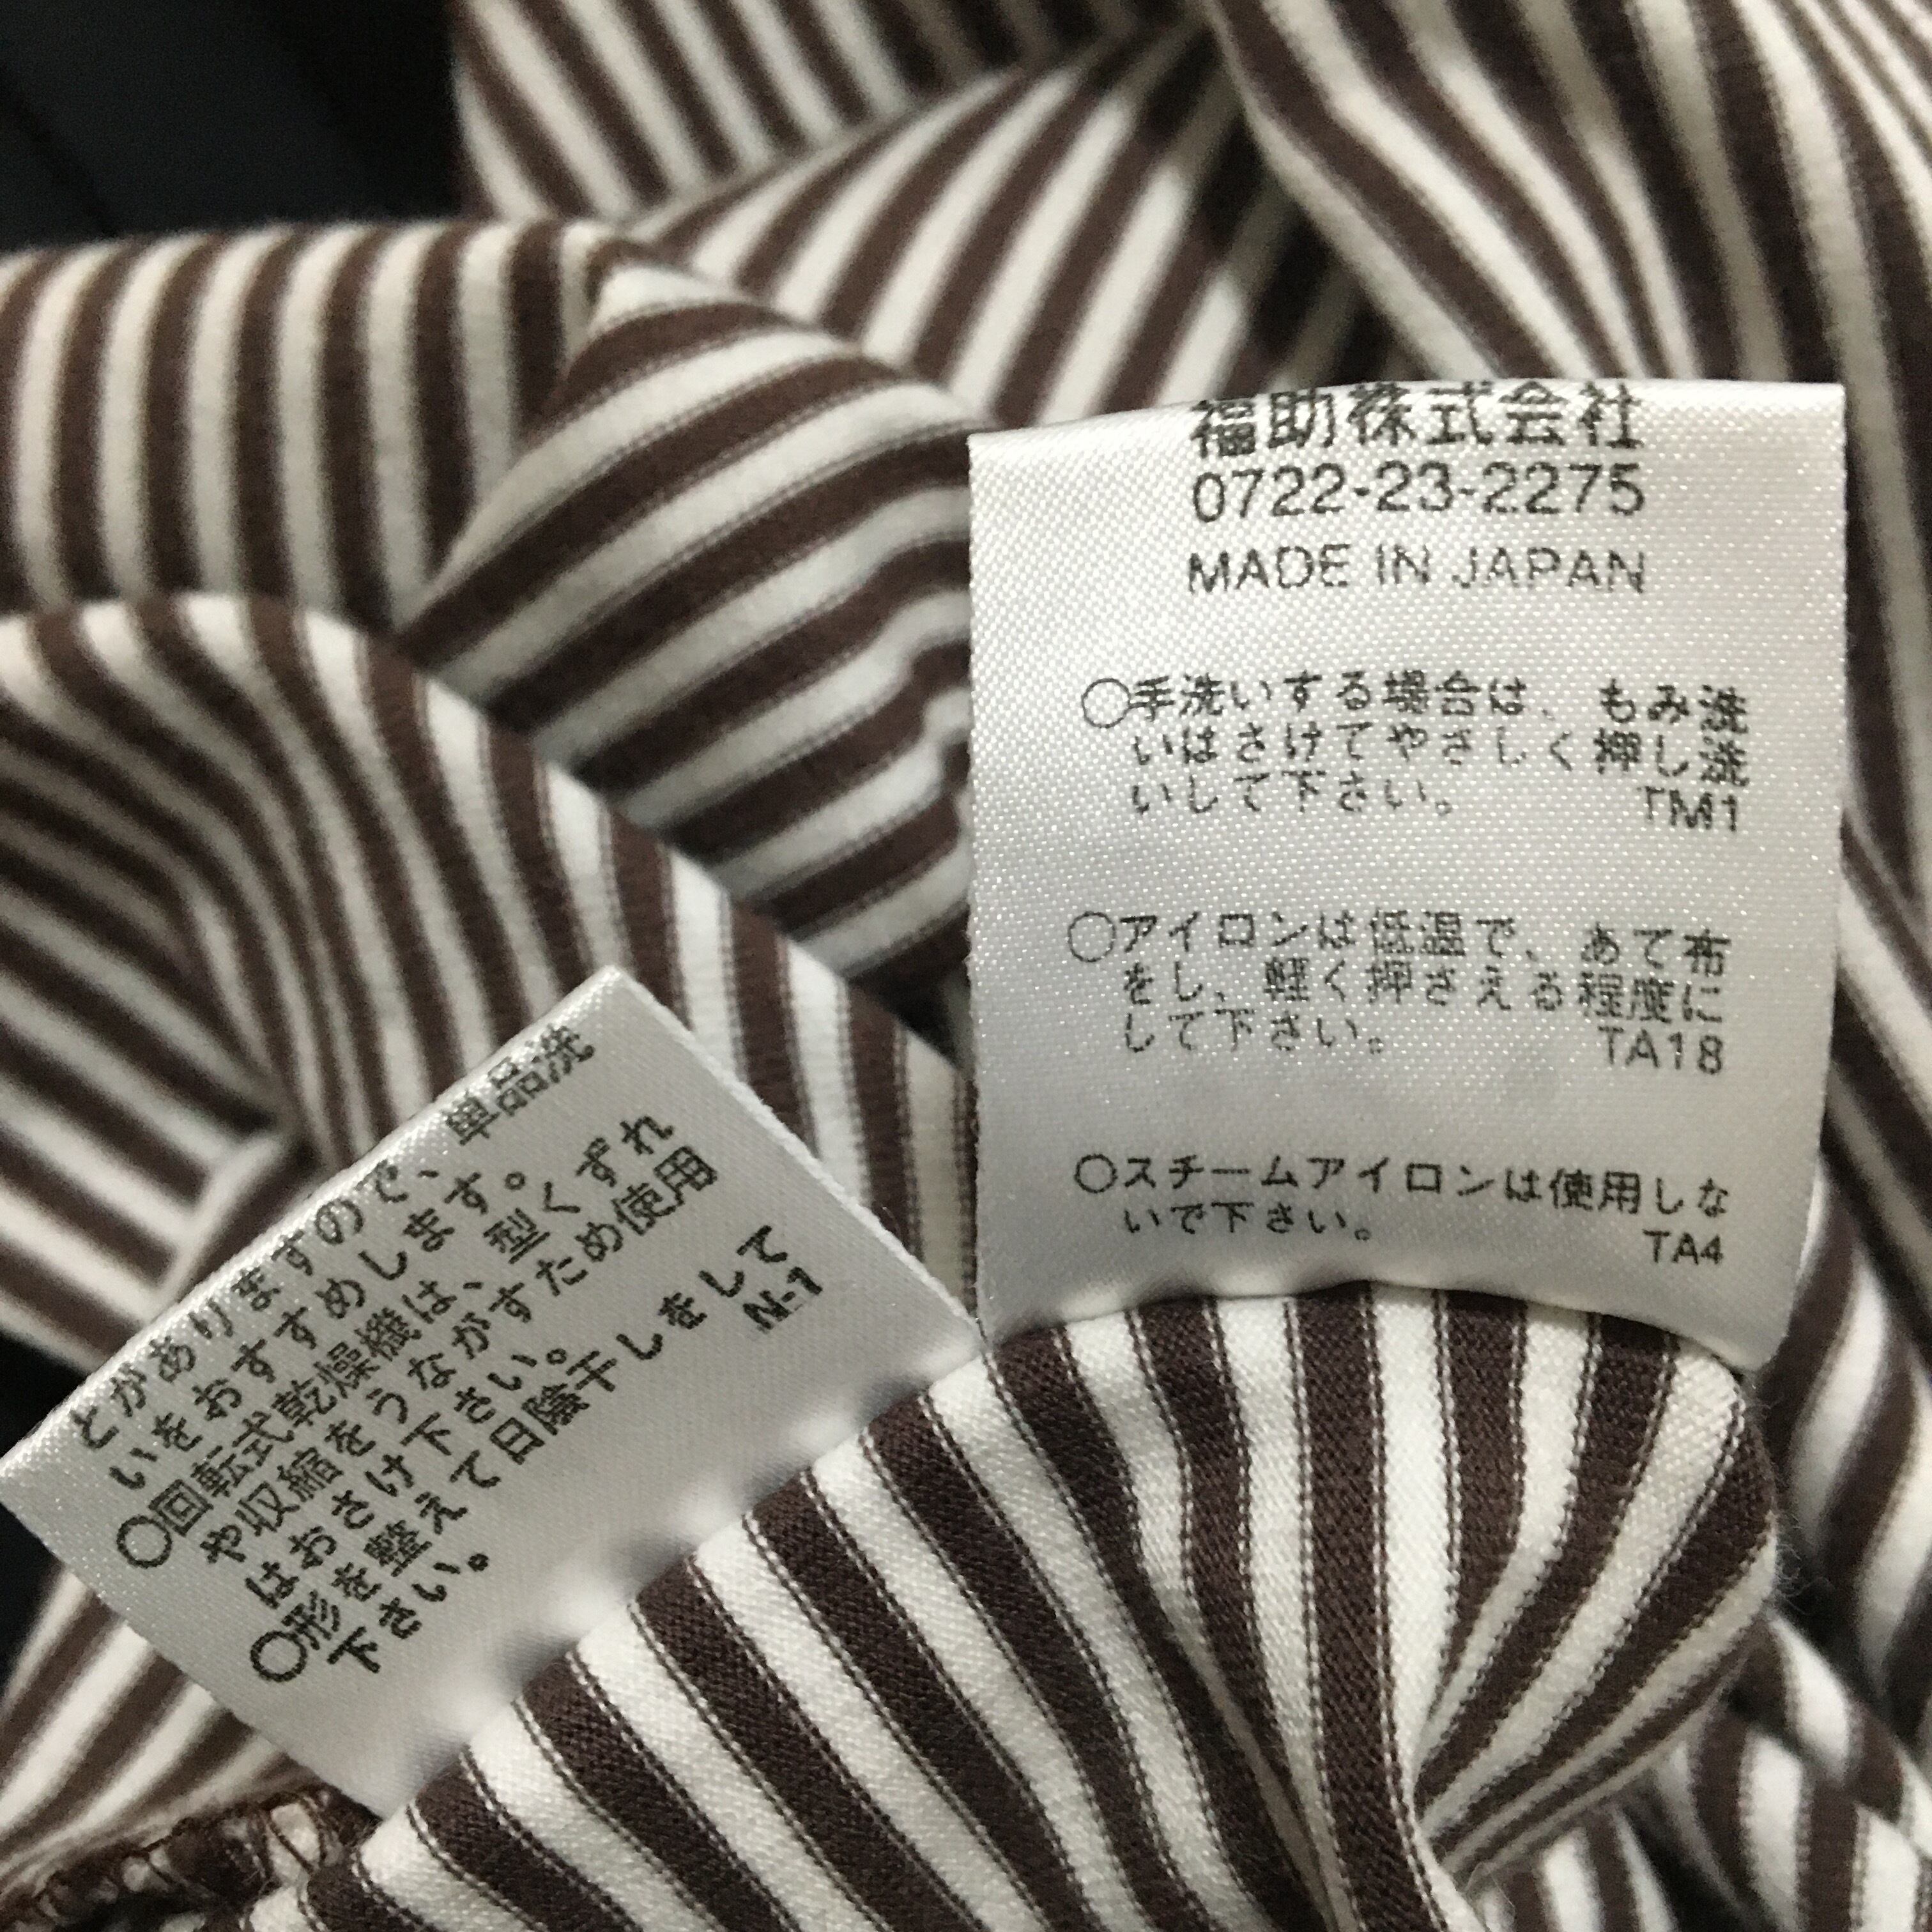 福助株式会社
0722-23-2275
MADE IN JAPAN
○手洗いする場合は、もみ洗
いはさけてやさしく押し洗
いして下さい。 TM1
○アイロンは低温で、あて布
をし、軽く押さえる程度に
して下さい。 TA18
○スチームアイロンは使用しな
いで下さい。 TA4
とがありますので、単品洗
いをおすすめします。
○回転式乾燥機は、型くずれ
や収縮をうながすため使用
はおさけ下さい。
○形を整えて日陰干しをして
下さい。 N-1